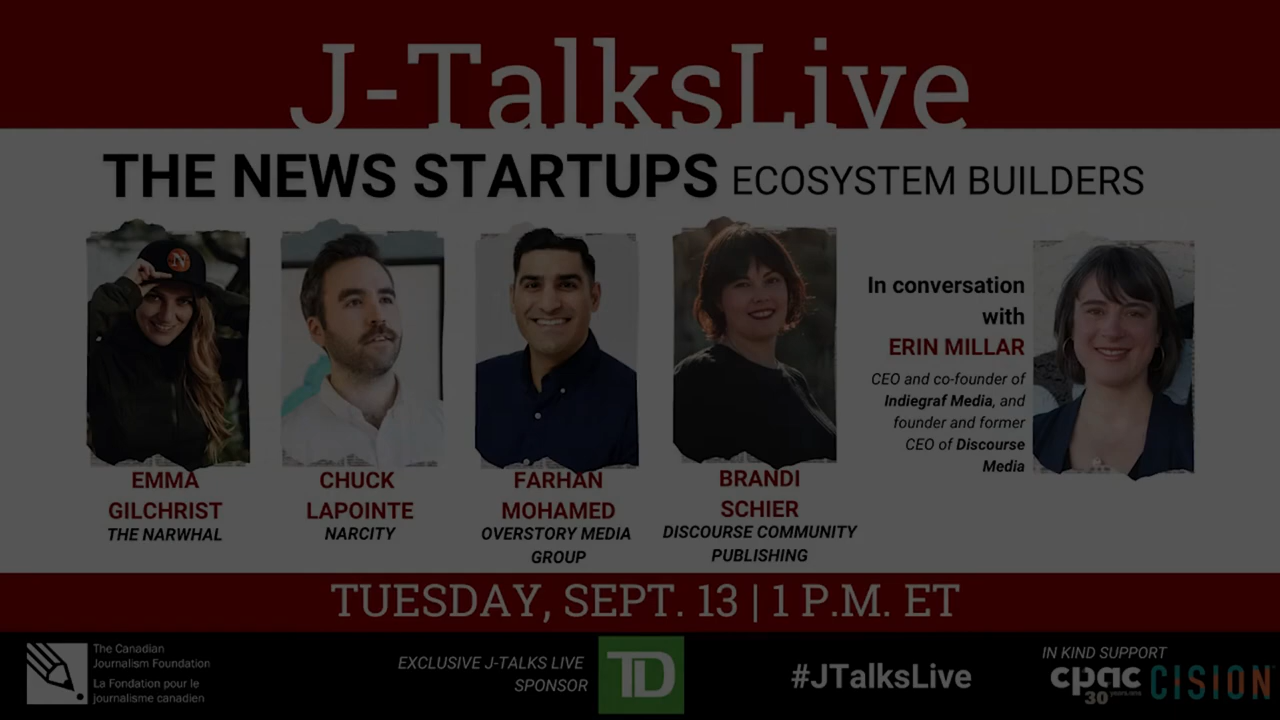 J-TalksLive
THE NEWS STARTUPS ECOSYSTEM BUILDERS
N
EMMA
GILCHRIST
THE NARWHAL
CHUCK
LAPOINTE
NARCITY
FARHAN
MOHAMED
OVERSTORY MEDIA
GROUP
BRANDI
SCHIER
DISCOURSE COMMUNITY
PUBLISHING
In conversation
with
ERIN MILLAR
CEO and co-founder of
Indiegraf Media, and
founder and former
CEO of Discourse
Media
TUESDAY, SEPT. 13 | 1 P.M. ET
The Canadian
Journalism Foundation
La Fondation pour le
journalisme canadien
EXCLUSIVE J-TALKS LIVE
SPONSOR
TD
#JTalksLive
IN KIND SUPPORT
cpac
30
CISION